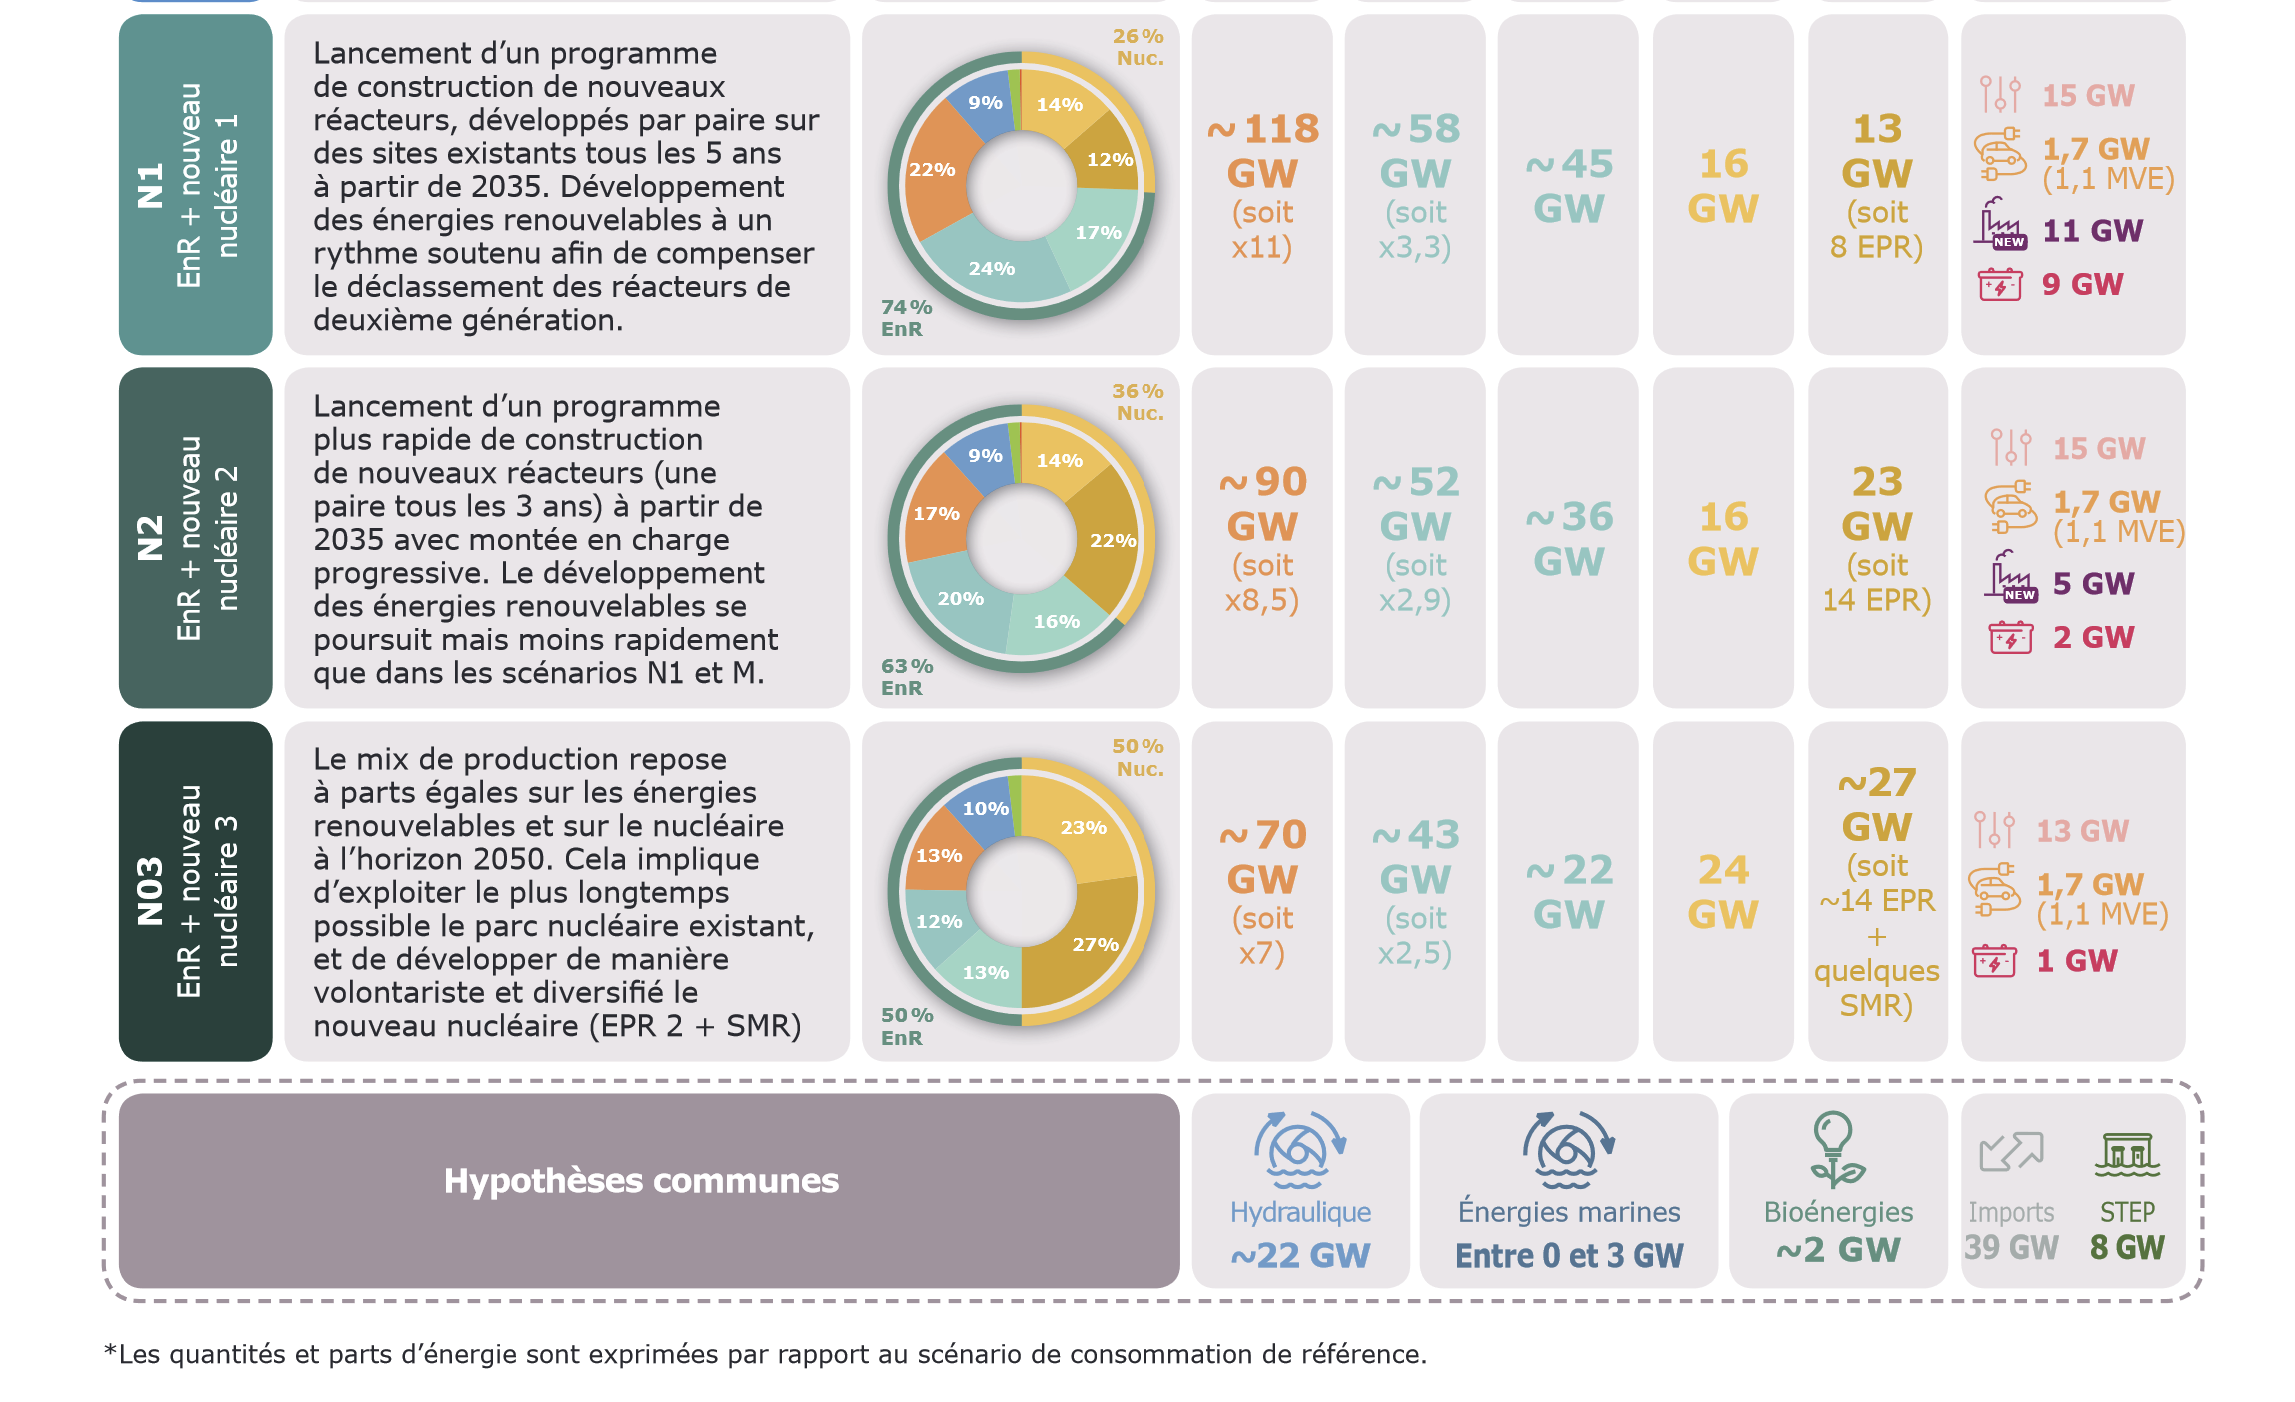 N1
EnR + nouveau
nucléaire 1
Lancement d’un programme
de construction de nouveaux
réacteurs, développés par paire sur
des sites existants tous les 5 ans
à partir de 2035. Développement
des énergies renouvelables à un
rythme soutenu afin de compenser
le déclassement des réacteurs de
deuxième génération.
26 %
Nuc.
14%
12%
17%
24%
22%
9%
74 %
EnR
~ 118
GW
(soit
x11)
~ 58
GW
(soit
x3,3)
~ 45
GW
16
GW
13
GW
(soit
8 EPR)
15 GW
1,7 GW
(1,1 MVE)
NEW
11 GW
9 GW
N2
EnR + nouveau
nucléaire 2
Lancement d’un programme
plus rapide de construction
de nouveaux réacteurs (une
paire tous les 3 ans) à partir de
2035 avec montée en charge
progressive. Le développement
des énergies renouvelables se
poursuit mais moins rapidement
que dans les scénarios N1 et M.
36 %
Nuc.
14%
22%
16%
20%
17%
9%
63 %
EnR
~ 90
GW
(soit
x8,5)
~ 52
GW
(soit
x2,9)
~ 36
GW
16
GW
23
GW
(soit
14 EPR)
15 GW
1,7 GW
(1,1 MVE)
NEW
5 GW
2 GW
N03
EnR + nouveau
nucléaire 3
Le mix de production repose
à parts égales sur les énergies
renouvelables et sur le nucléaire
à l’horizon 2050. Cela implique
d’exploiter le plus longtemps
possible le parc nucléaire existant,
et de développer de manière
volontariste et diversifié le
nouveau nucléaire (EPR 2 + SMR)
50 %
Nuc.
23%
27%
13%
12%
13%
10%
50 %
EnR
~ 70
GW
(soit
x7)
~ 43
GW
(soit
x2,5)
~ 22
GW
24
GW
~27
GW
(soit
~14 EPR
+
quelques
SMR)
13 GW
1,7 GW
(1,1 MVE)
1 GW
Hypothèses communes
Hydraulique
~22 GW
Énergies marines
Entre 0 et 3 GW
Bioénergies
~2 GW
Imports
39 GW
STEP
8 GW
*Les quantités et parts d’énergie sont exprimées par rapport au scénario de consommation de référence.